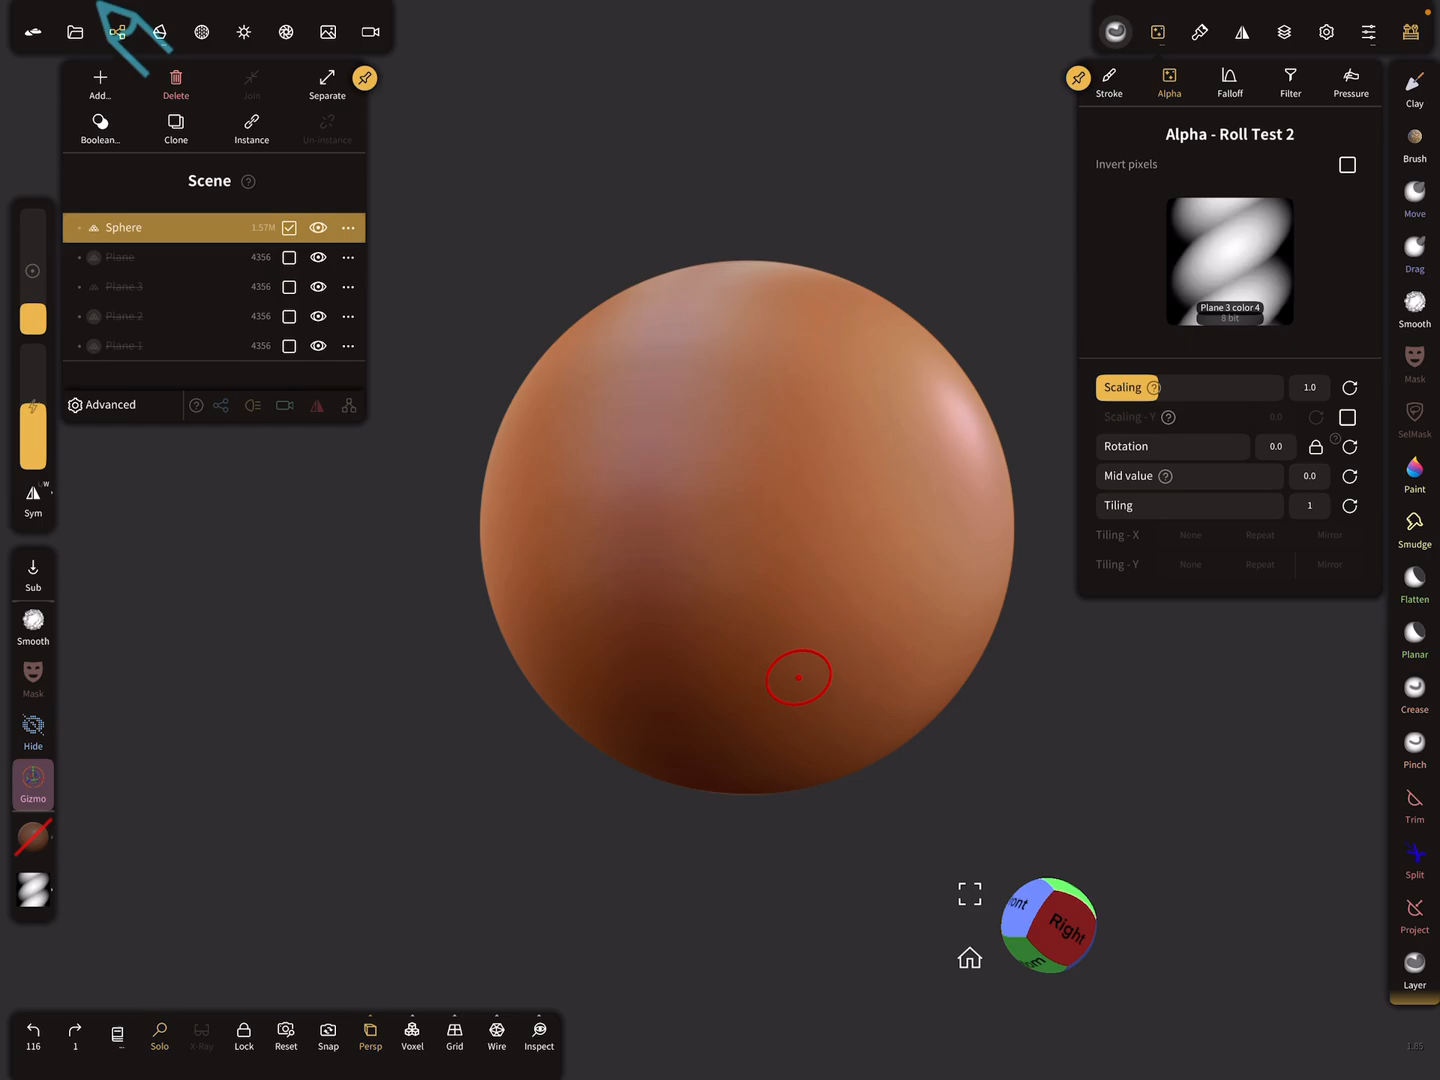 Add...
Delete
Join
Separate
Boolean...
Clone
Instance
Un-instance
Scene
Sphere 1.57M
Plane 4356
Plane 3 4356
Plane 2 4356
Plane 1 4356
Advanced
W
Sym
Sub
Smooth
Mask
Hide
Gizmo
Stroke
Alpha
Falloff
Filter
Pressure
Alpha - Roll Test 2
Invert pixels
Plane 3 color 4
8 bit
Scaling 1.0
Scaling - Y 0.0
Rotation 0.0
Mid value 0.0
Tiling 1
Tiling - X None Repeat Mirror
Tiling - Y None Repeat Mirror
Clay
Brush
Move
Drag
Smooth
Mask
SelMask
Paint
Smudge
Flatten
Planar
Crease
Pinch
Trim
Split
Project
Layer
Right
116
1
Solo
X-Ray
Lock
Reset
Snap
Persp
Voxel
Grid
Wire
Inspect
1.85